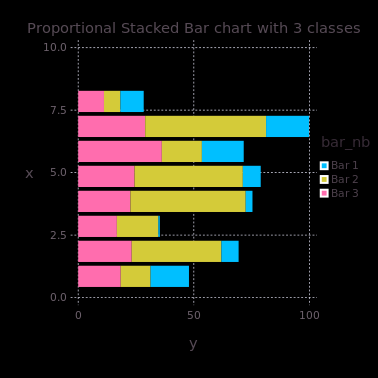 Proportional Stacked Bar chart with 3 classes
10.0
7.5
5.0
2.5
0.0
x
0 50 100
y
bar_nb
Bar 1
Bar 2
Bar 3